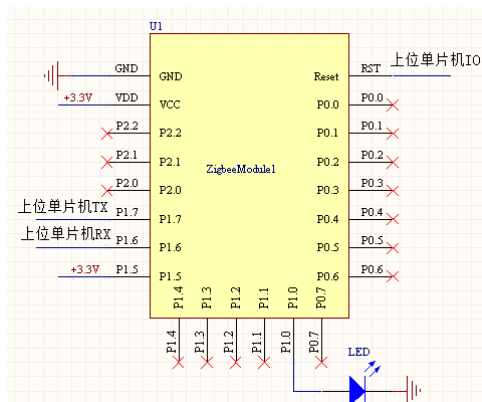 U1
上位单片机IO
GND GND Reset RST
+3.3V VDD VCC P0.0 P0.0
P2.2 P2.2 P0.1 P0.1
P2.1 P2.1 ZigbeeModule1 P0.2 P0.2
P2.0 P2.0 P0.3 P0.3
上位单片机TX P1.7 P1.7 P0.4 P0.4
上位单片机RX P1.6 P1.6 P0.5 P0.5
+3.3V P1.5 P1.5 P0.6 P0.6
P1.4 P1.3 P1.2 P1.1 P1.0 P0.7
P1.4 P1.3 P1.2 P1.1 P1.0 P0.7
LED